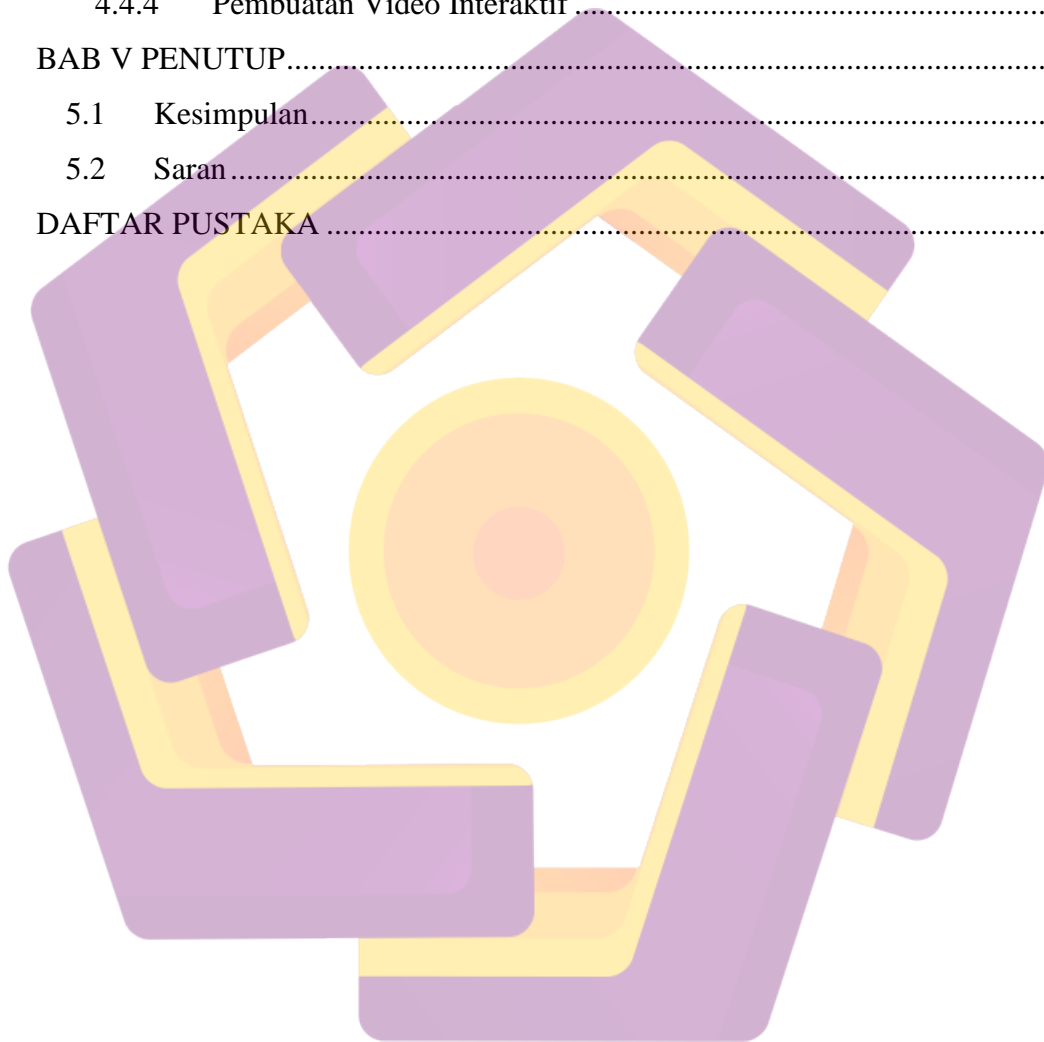 4.4.4 Pembuatan Video Interaktif ........................................................
BAB V PENUTUP..............................................................................................
5.1 Kesimpulan...........................................................................................
5.2 Saran.....................................................................................................
DAFTAR PUSTAKA .........................................................................................